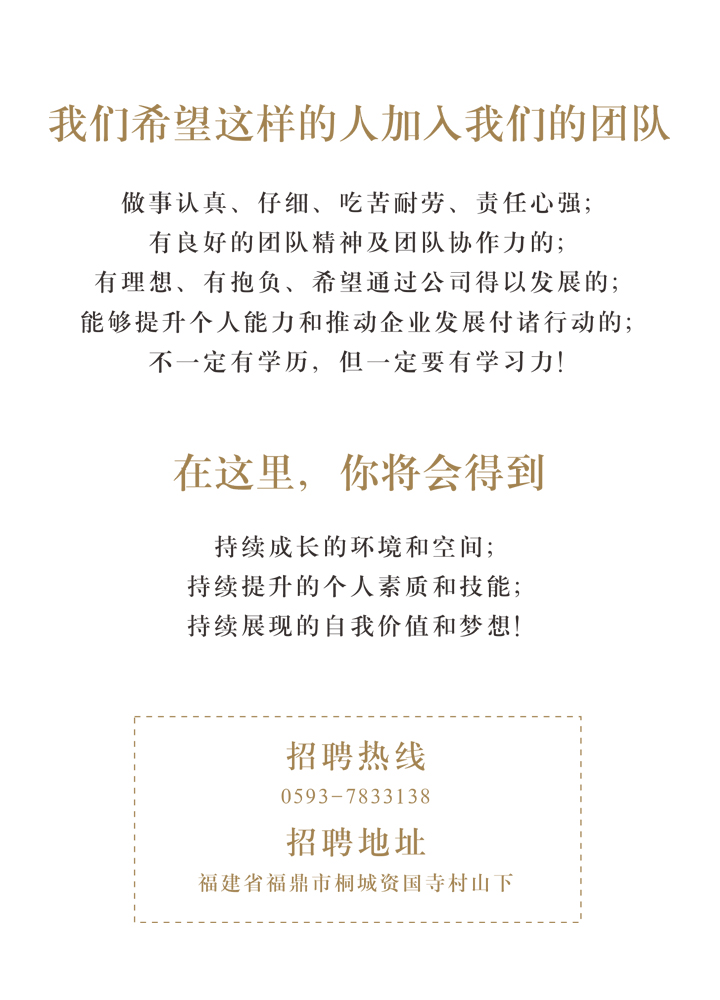 我们希望这样的人加入我们的团队
做事认真、仔细、吃苦耐劳、责任心强;
有良好的团队精神及团队协作力的;
有理想、有抱负、希望通过公司得以发展的;
能够提升个人能力和推动企业发展付诸行动的;
不一定有学历，但一定要有学习力!
在这里，你将会得到
持续成长的环境和空间;
持续提升的个人素质和技能;
持续展现的自我价值和梦想!
招聘热线
0593-7833138
招聘地址
福建省福鼎市桐城资国寺村山下